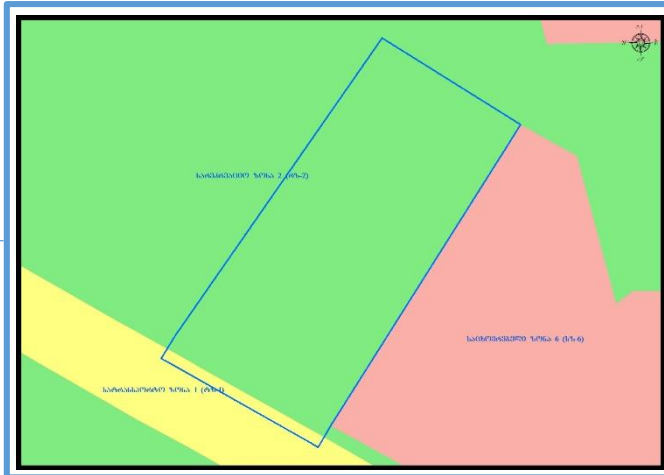 სარეკრეაციო ზონა 2 (რზ-2)
საცხოვრებელი ზონა 6 (სზ-6)
სატრანსპორტო ზონა 1 (ტზ-1)